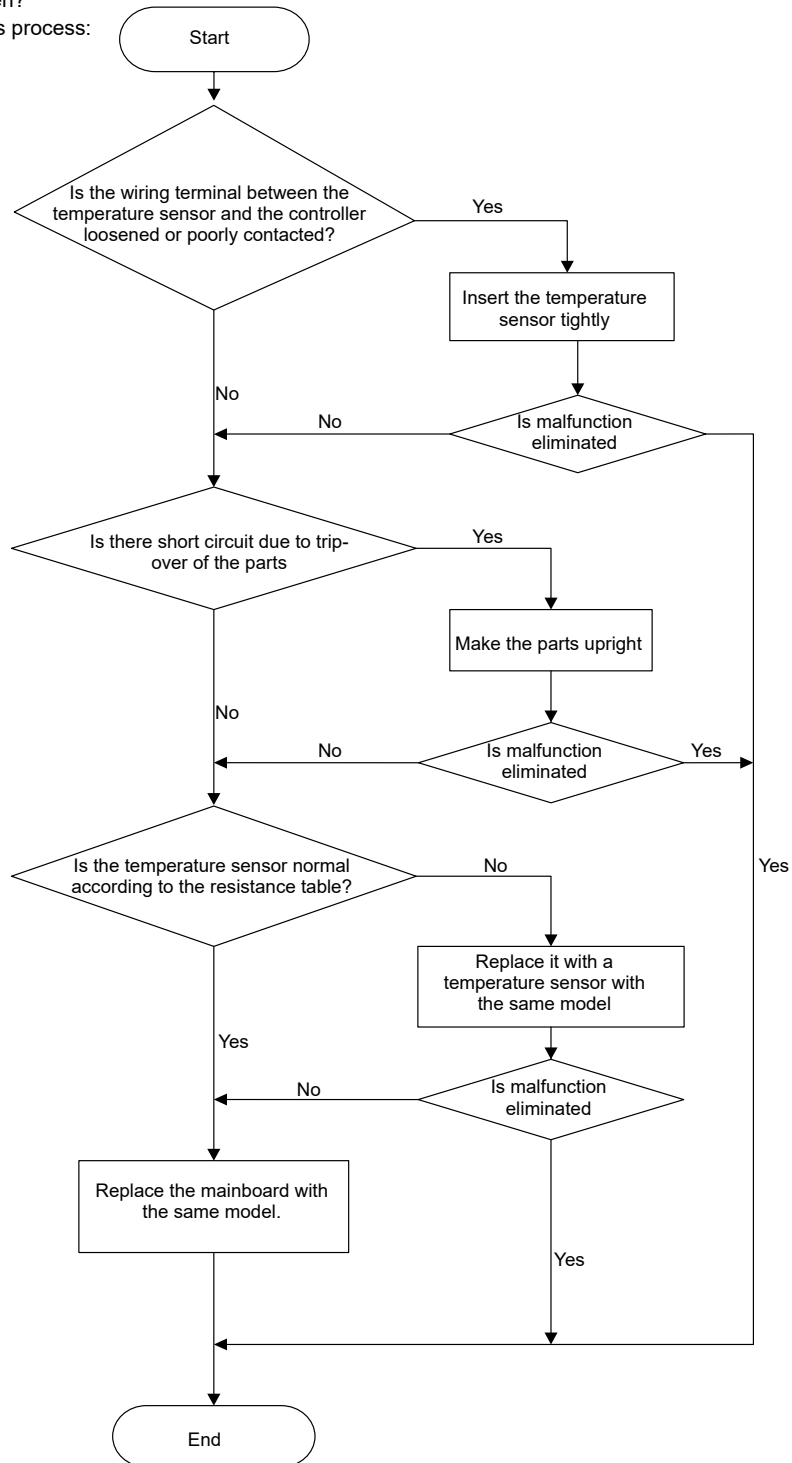 s process:
Start
Is the wiring terminal between the
temperature sensor and the controller
loosened or poorly contacted?
Yes
Insert the temperature
sensor tightly
No
No
Is malfunction
eliminated
Is there short circuit due to trip-
over of the parts
Yes
Make the parts upright
No
No
Is malfunction
eliminated
Yes
Is the temperature sensor normal
according to the resistance table?
No
Yes
Replace it with a
temperature sensor with
the same model
Yes
No
Is malfunction
eliminated
Replace the mainboard with
the same model.
Yes
End